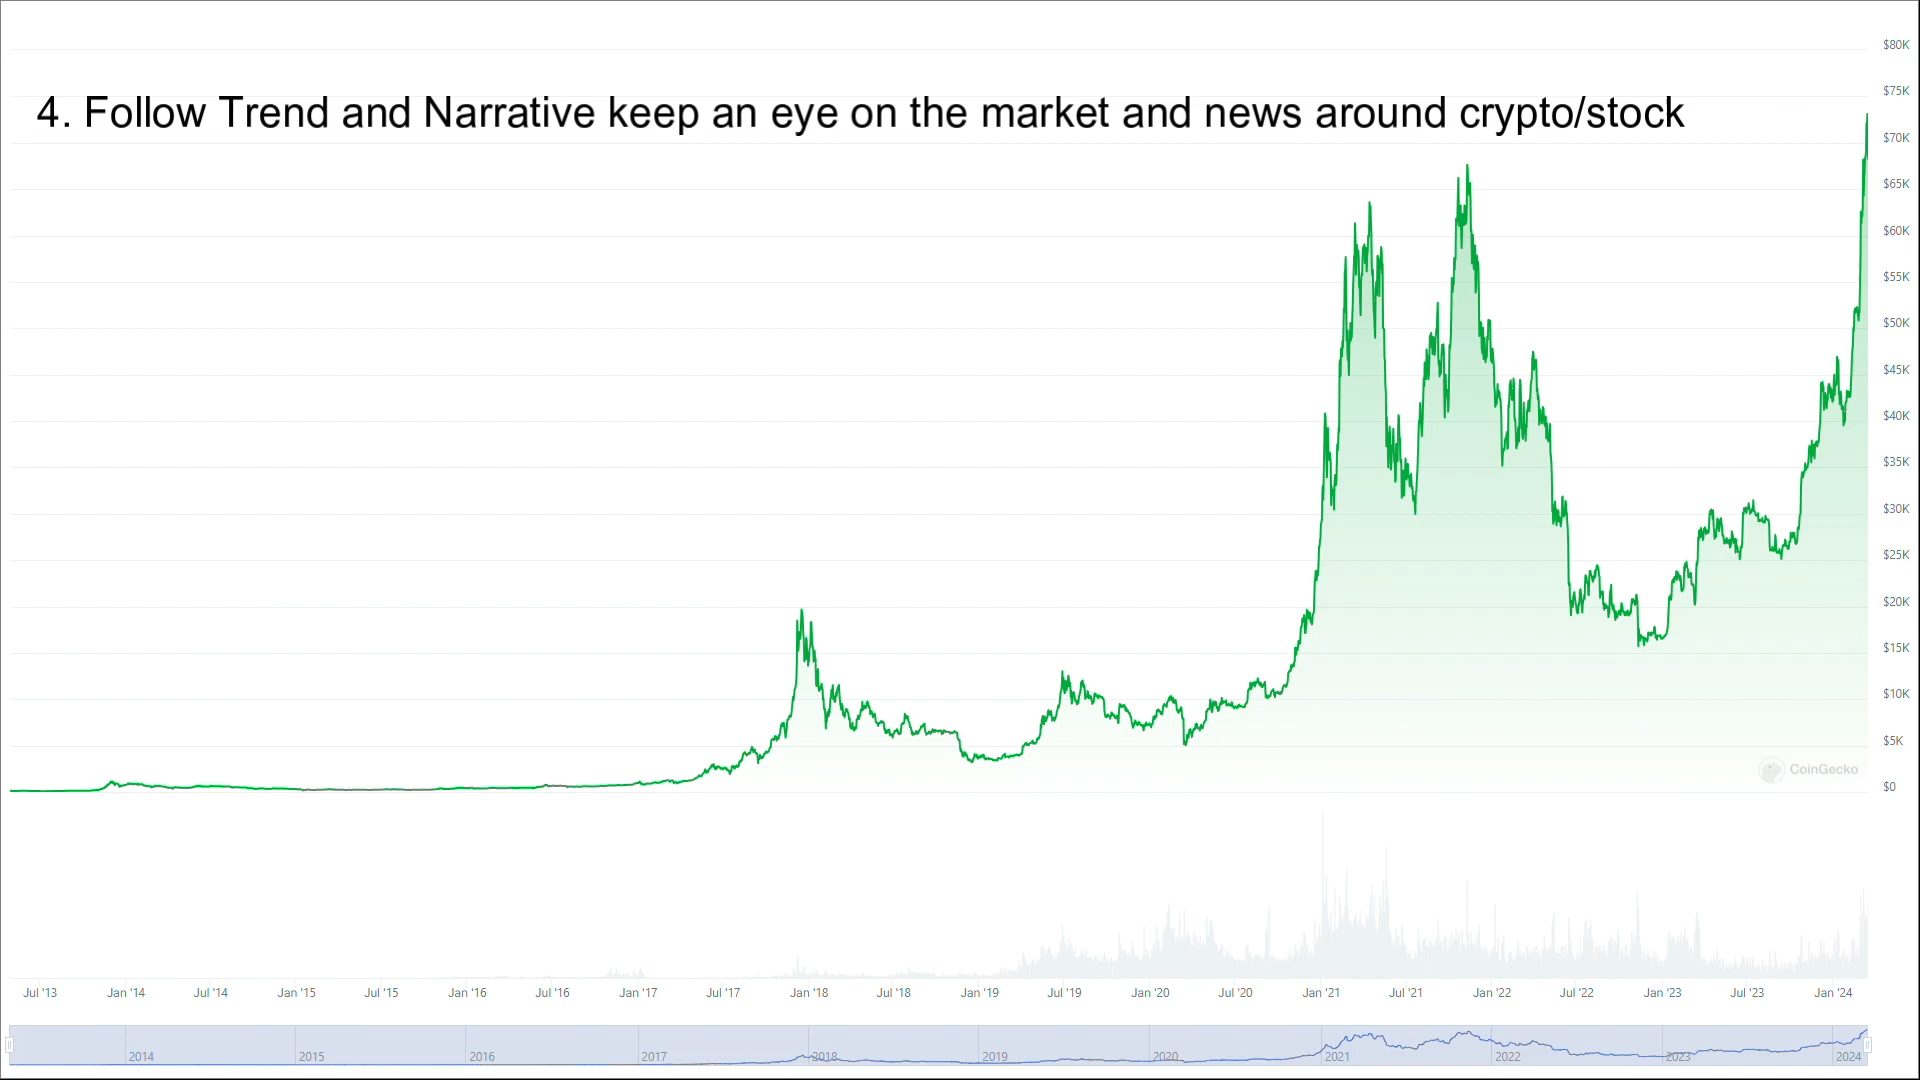 $80K
4. Follow Trend and Narrative keep an eye on the market and news around crypto/stock
$75K
$70K
$65K
$60K
$55K
$50K
$45K
$40K
$35K
$30K
$25K
$20K
$15K
$10K
$5K
CoinGecko
$0
Jul '13 Jan '14 Jul '14 Jan '15 Jul '15 Jan '16 Jul '16 Jan '17 Jul '17 Jan '18 Jul '18 Jan '19 Jul '19 Jan '20 Jul '20 Jan '21 Jul '21 Jan '22 Jul '22 Jan '23 Jul '23 Jan '24
2014 2015 2016 2017 2018 2019 2020 2021 2022 2023 2024